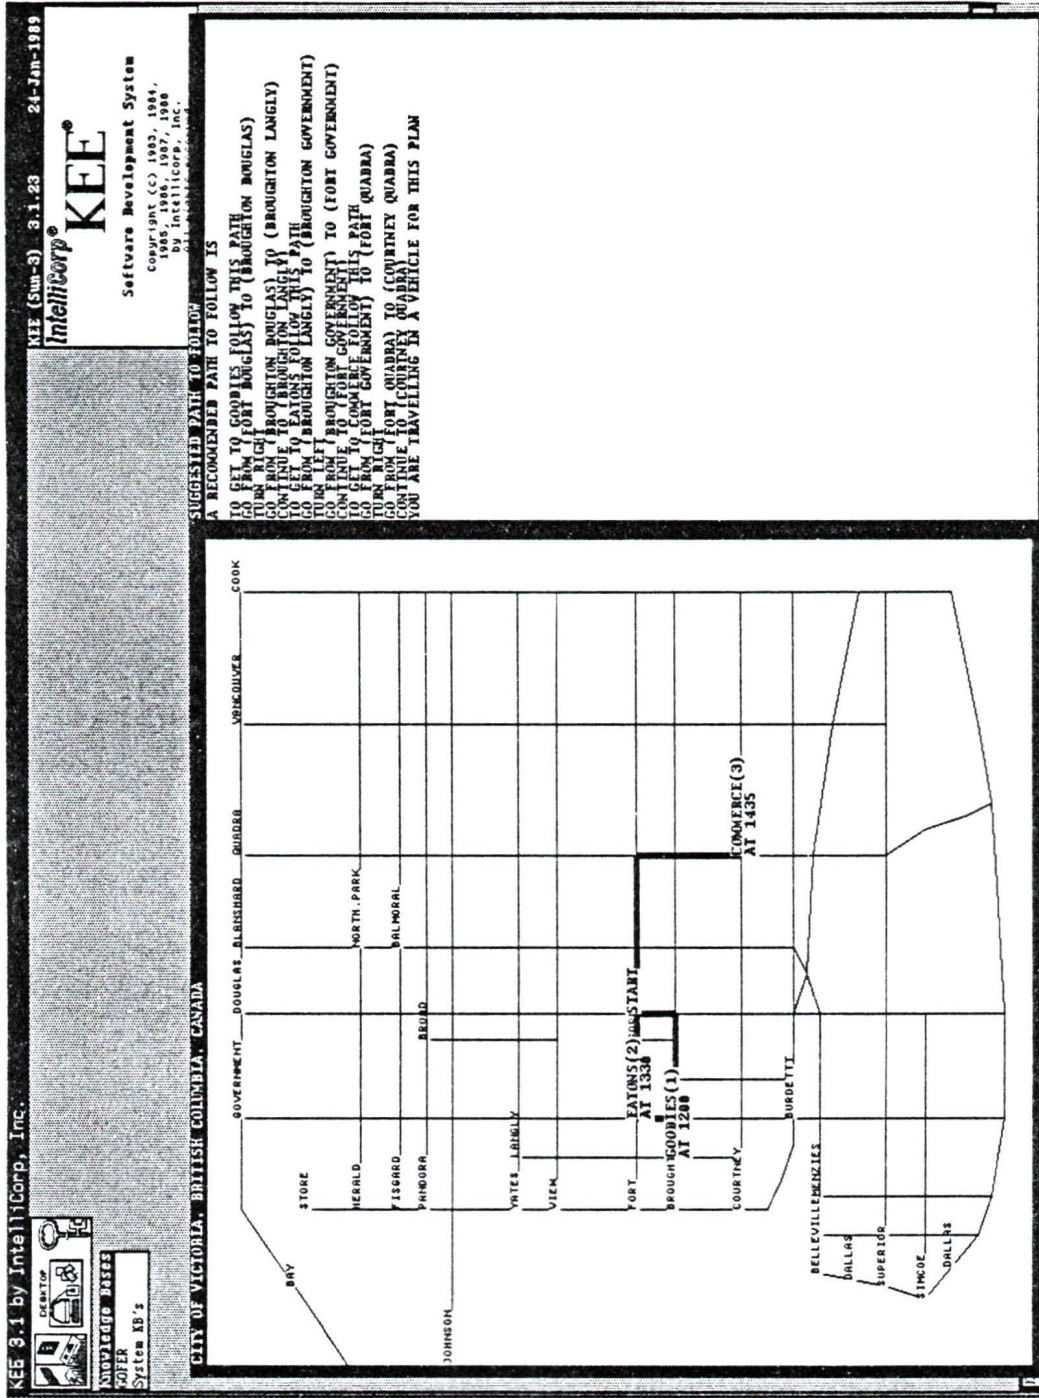 KEE 3.1 by IntelliCorp, Inc.
KEE (Sun-3) 3.1.23 24-Jan-1989
DESKTOP
Knowledge Bases
GOFER
System KB's
IntelliCorp®
KEE®
Software Development System
Copyright (c) 1983, 1984,
1985, 1986, 1987, 1988
by IntelliCorp, Inc.
CITY OF VICTORIA, BRITISH COLUMBIA, CANADA
GOVERNMENT
DOUGLAS
BLANSHARD
QUADRA
VANCOUVER
COOK
BAY
STORE
HERALD
NORTH.PARK
FISGARD
BALMORAL
PANDORA
BROAD
JOHNSON
YATES
LANGLY
VIEW
FORT
EATONS(2)
AT 1330
START
BROUGH
GOODIES(1)
AT 1200
COURTNEY
COMMERCE(3)
AT 1435
BURDETTI
BELLEVILLE
MENZIES
DALLAS
SUPERIOR
SIMCOE
DALLAS
SUGGESTED PATH TO FOLLOW
A RECOMMENDED PATH TO FOLLOW IS
TO GET TO GOODIES FOLLOW THIS PATH
GO FROM (FORT DOUGLAS) TO (BROUGHTON DOUGLAS)
TURN RIGHT
GO FROM (BROUGHTON DOUGLAS) TO (BROUGHTON LANGLY)
CONTINUE TO (BROUGHTON LANGLY)
TO GET TO EATONS FOLLOW THIS PATH
GO FROM (BROUGHTON LANGLY) TO (BROUGHTON GOVERNMENT)
TURN LEFT
GO FROM (BROUGHTON GOVERNMENT) TO (FORT GOVERNMENT)
CONTINUE TO (FORT GOVERNMENT)
TO GET TO COMMERCE FOLLOW THIS PATH
GO FROM (FORT GOVERNMENT) TO (FORT QUADRA)
TURN RIGHT
GO FROM (FORT QUADRA) TO (COURTNEY QUADRA)
CONTINUE TO (COURTNEY QUADRA)
YOU ARE TRAVELLING IN A VEHICLE FOR THIS PLAN